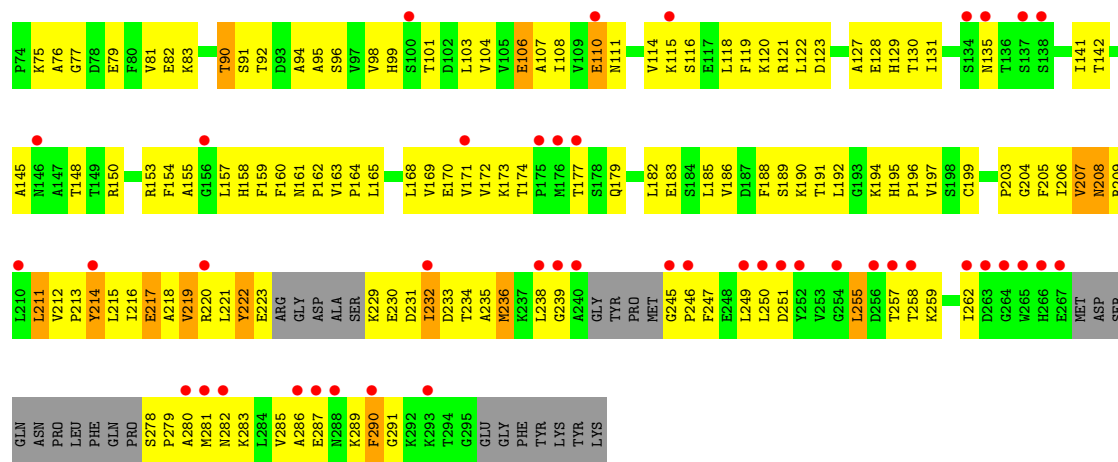 P74 K75 A76 G77 D78 E79 F80 V81 E82 K83 T90 S91 T92 D93 A94 A95 S96 V97 V98 H99 S100 T101 D102 L103 V104 V105 E106 A107 I108 V109 E110 N111 V114 K115 S116 E117 L118 F119 K120 R121 L122 D123 A127 E128 H129 T130 I131 S134 N135 T136 S137 S138 I141 T142
A145 N146 A147 T148 T149 R150 R153 F154 A155 G156 L157 H158 F159 F160 N161 P162 V163 P164 L165 L168 V169 E170 V171 V172 K173 T174 P175 M176 T177 S178 Q179 L182 E183 S184 L185 V186 D187 F188 S189 K190 T191 L192 G193 K194 H195 P196 V197 S198 C199 P203 G204 F205 I206 V207 N208
L210 L211 V212 P213 Y214 L215 I216 E217 A218 V219 R220 L221 Y222 E223 ARG GLY ASP ALA SER K229 E230 D231 I232 D233 T234 A235 M236 K237 L238 G239 A240 GLY TYR PRO MET G245 P246 F247 E248 L249 L250 D251 Y252 V253 G254 L255 D256 T257 T258 K259 I262 D263 G264 W265 H266 E267 MET ASP
GLN ASN PRO LEU PHE GLN PRO S278 P279 A280 M281 N282 K283 L284 V285 A286 E287 N288 K289 F290 G291 K292 K293 T294 G295 GLU GLY PHE TYR LYS TYR LYS